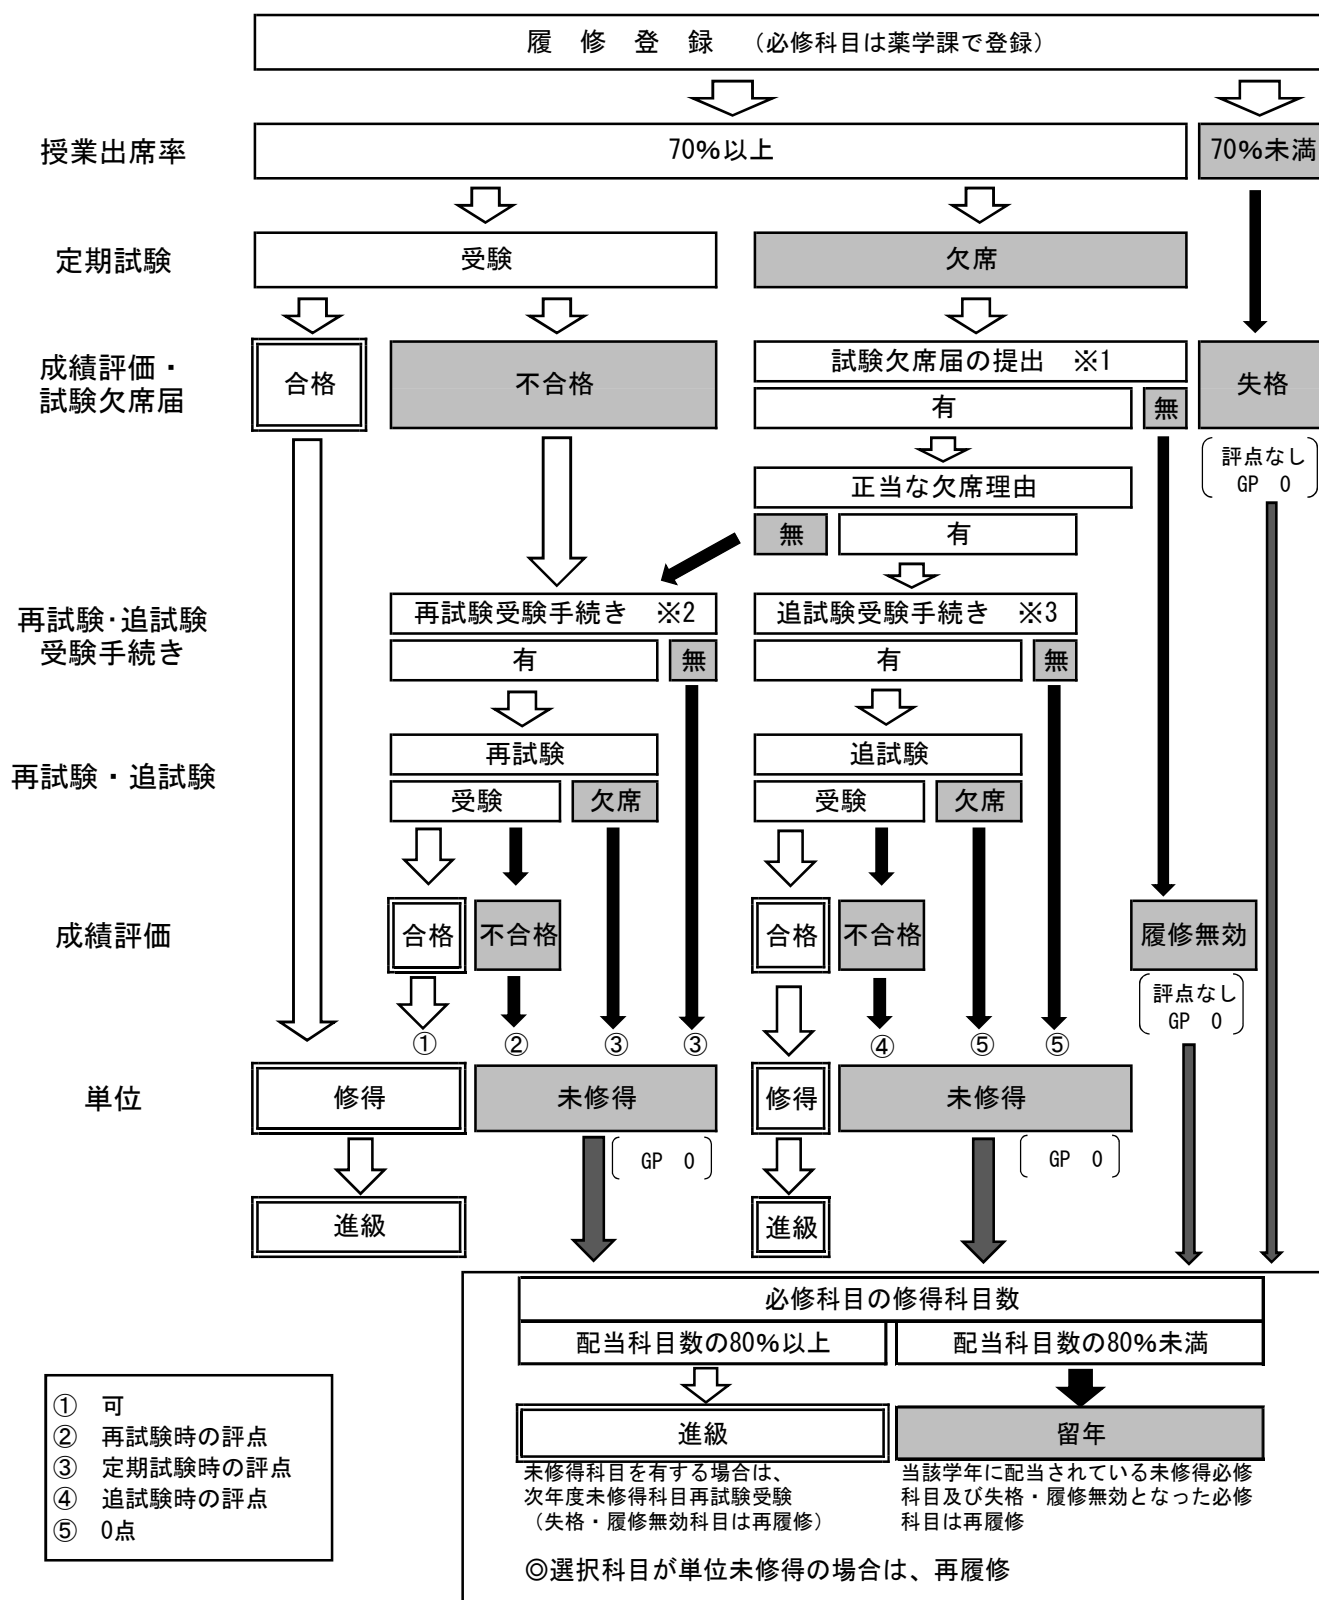 履 修 登 録 （必修科目は薬学課で登録）
授業出席率
70%以上
70%未満
定期試験
受験
欠席
成績評価・
試験欠席届
合格
不合格
試験欠席届の提出 ※1
有
無
失格
評点なし
GP 0
正当な欠席理由
無
有
再試験･追試験
受験手続き
再試験受験手続き ※2
有
無
追試験受験手続き ※3
有
無
再試験・追試験
再試験
受験
欠席
追試験
受験
欠席
成績評価
合格
不合格
合格
不合格
履修無効
評点なし
GP 0
①
②
③
③
④
⑤
⑤
単位
修得
未修得
修得
未修得
GP 0
GP 0
進級
進級
必修科目の修得科目数
配当科目数の80%以上
配当科目数の80%未満
進級
留年
未修得科目を有する場合は、
次年度未修得科目再試験受験
（失格・履修無効科目は再履修）
当該学年に配当されている未修得必修
科目及び失格・履修無効となった必修
科目は再履修
◎選択科目が単位未修得の場合は、再履修
① 可
② 再試験時の評点
③ 定期試験時の評点
④ 追試験時の評点
⑤ 0点